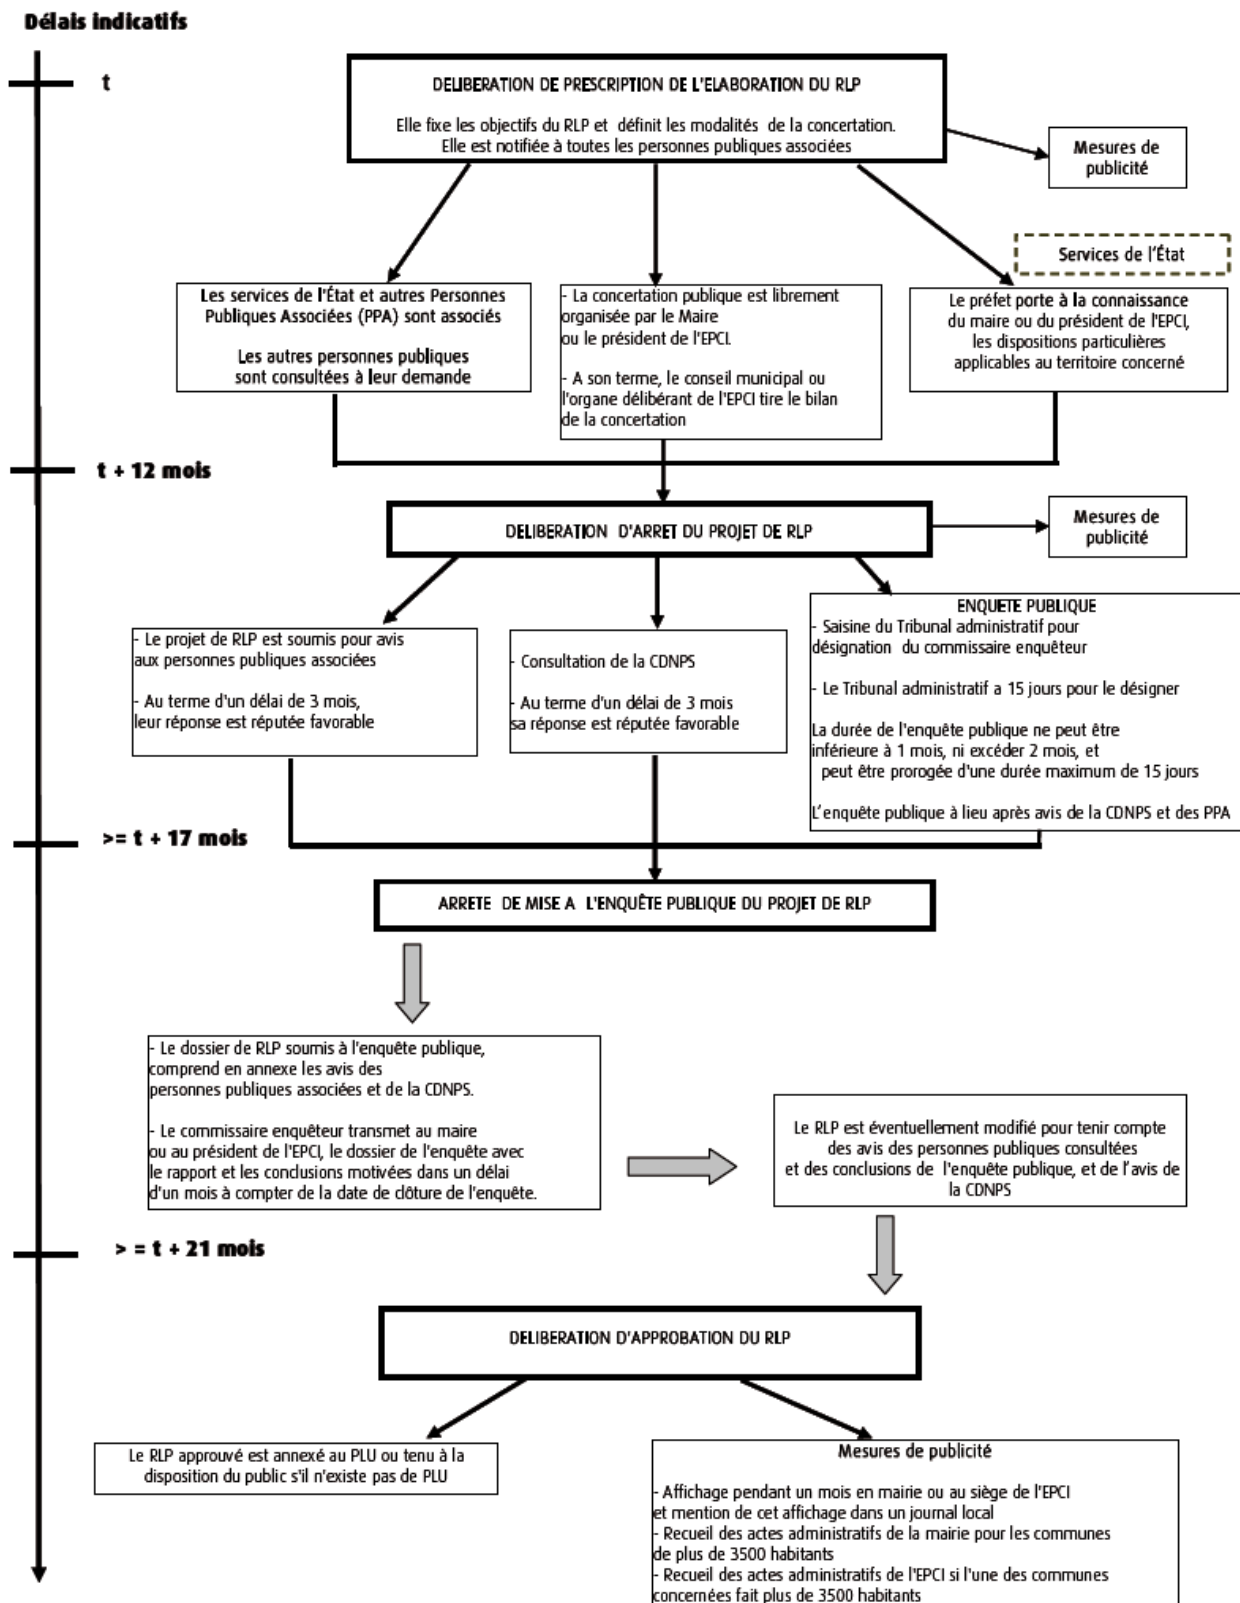 Délais indicatifs
t
DELIBERATION DE PRESCRIPTION DE L'ELABORATION DU RLP
Elle fixe les objectifs du RLP et définit les modalités de la concertation.
Elle est notifiée à toutes les personnes publiques associées
Mesures de
publicité
Services de l'État
Les services de l'État et autres Personnes
Publiques Associées (PPA) sont associés
Les autres personnes publiques
sont consultées à leur demande
- La concertation publique est librement
organisée par le Maire
ou le président de l'EPCI.
- A son terme, le conseil municipal ou
l'organe délibérant de l'EPCI tire le bilan
de la concertation
Le préfet porte à la connaissance
du maire ou du président de l'EPCI,
les dispositions particulières
applicables au territoire concerné
t + 12 mois
DELIBERATION D'ARRET DU PROJET DE RLP
Mesures de
publicité
- Le projet de RLP est soumis pour avis
aux personnes publiques associées
- Au terme d'un délai de 3 mois,
leur réponse est réputée favorable
- Consultation de la CDNPS
- Au terme d'un délai de 3 mois
sa réponse est réputée favorable
ENQUETE PUBLIQUE
- Saisine du Tribunal administratif pour
désignation du commissaire enquêteur
- Le Tribunal administratif a 15 jours pour le désigner
La durée de l'enquête publique ne peut être
inférieure à 1 mois, ni excéder 2 mois, et
peut être prorogée d'une durée maximum de 15 jours
L'enquête publique à lieu après avis de la CDNPS et des PPA
>= t + 17 mois
ARRETE DE MISE A L'ENQUÊTE PUBLIQUE DU PROJET DE RLP
- Le dossier de RLP soumis à l'enquête publique,
comprend en annexe les avis des
personnes publiques associées et de la CDNPS.
- Le commissaire enquêteur transmet au maire
ou au président de l'EPCI, le dossier de l'enquête avec
le rapport et les conclusions motivées dans un délai
d'un mois à compter de la date de clôture de l'enquête.
Le RLP est éventuellement modifié pour tenir compte
des avis des personnes publiques consultées
et des conclusions de l'enquête publique, et de l'avis de
la CDNPS
> = t + 21 mois
DELIBERATION D'APPROBATION DU RLP
Le RLP approuvé est annexé au PLU ou tenu à la
disposition du public s'il n'existe pas de PLU
Mesures de publicité
- Affichage pendant un mois en mairie ou au siège de l'EPCI
et mention de cet affichage dans un journal local
- Recueil des actes administratifs de la mairie pour les communes
de plus de 3500 habitants
- Recueil des actes administratifs de l'EPCI si l'une des communes
concernées fait plus de 3500 habitants